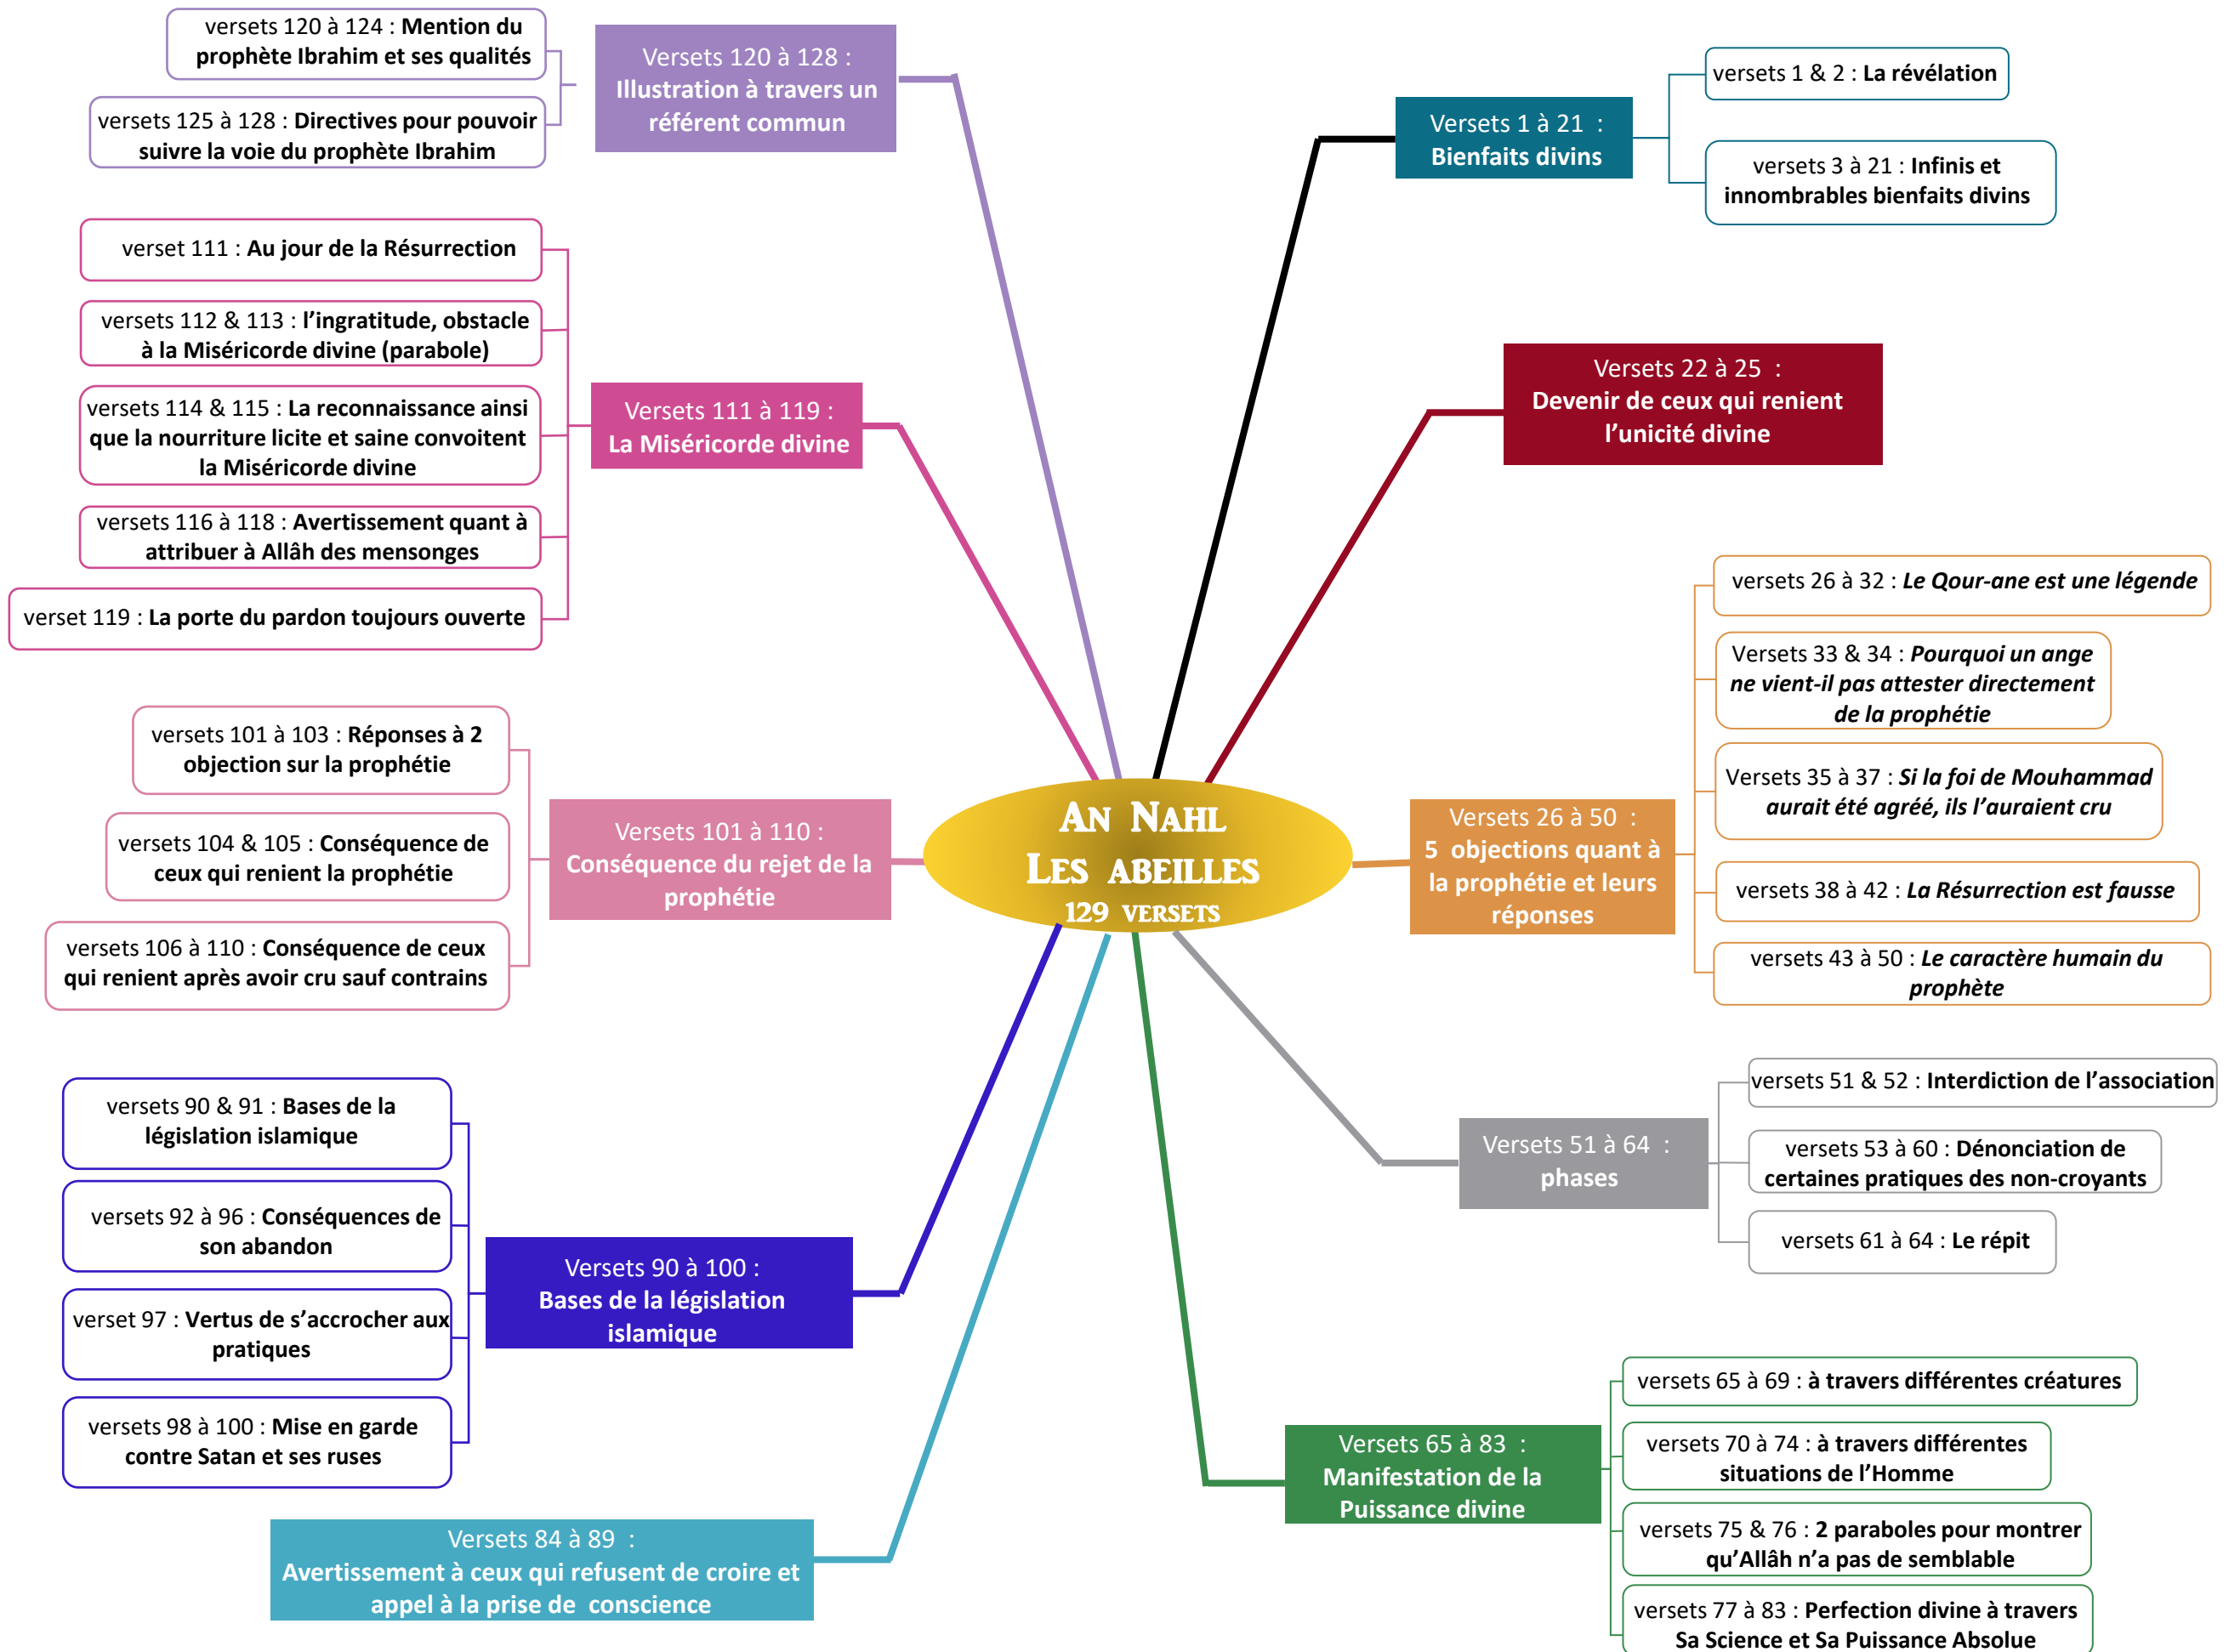 AN NAHL
LES ABEILLES
129 VERSETS
Versets 1 à 21 :
Bienfaits divins
versets 1 & 2 : La révélation
versets 3 à 21 : Infinis et
innombrables bienfaits divins
Versets 22 à 25 :
Devenir de ceux qui renient
l’unicité divine
Versets 26 à 50 :
5 objections quant à
la prophétie et leurs
réponses
versets 26 à 32 : Le Qour-ane est une légende
Versets 33 & 34 : Pourquoi un ange
ne vient-il pas attester directement
de la prophétie
Versets 35 à 37 : Si la foi de Mouhammad
aurait été agréé, ils l’auraient cru
versets 38 à 42 : La Résurrection est fausse
versets 43 à 50 : Le caractère humain du
prophète
Versets 51 à 64 :
phases
versets 51 & 52 : Interdiction de l’association
versets 53 à 60 : Dénonciation de
certaines pratiques des non-croyants
versets 61 à 64 : Le répit
Versets 65 à 83 :
Manifestation de la
Puissance divine
versets 65 à 69 : à travers différentes créatures
versets 70 à 74 : à travers différentes
situations de l’Homme
versets 75 & 76 : 2 paraboles pour montrer
qu’Allâh n’a pas de semblable
versets 77 à 83 : Perfection divine à travers
Sa Science et Sa Puissance Absolue
Versets 84 à 89 :
Avertissement à ceux qui refusent de croire et
appel à la prise de conscience
Versets 90 à 100 :
Bases de la législation
islamique
versets 90 & 91 : Bases de la
législation islamique
versets 92 à 96 : Conséquences de
son abandon
verset 97 : Vertus de s’accrocher aux
pratiques
versets 98 à 100 : Mise en garde
contre Satan et ses ruses
Versets 101 à 110 :
Conséquence du rejet de la
prophétie
versets 101 à 103 : Réponses à 2
objection sur la prophétie
versets 104 & 105 : Conséquence de
ceux qui renient la prophétie
versets 106 à 110 : Conséquence de ceux
qui renient après avoir cru sauf contrains
Versets 111 à 119 :
La Miséricorde divine
verset 111 : Au jour de la Résurrection
versets 112 & 113 : l’ingratitude, obstacle
à la Miséricorde divine (parabole)
versets 114 & 115 : La reconnaissance ainsi
que la nourriture licite et saine convoitent
la Miséricorde divine
versets 116 à 118 : Avertissement quant à
attribuer à Allâh des mensonges
verset 119 : La porte du pardon toujours ouverte
Versets 120 à 128 :
Illustration à travers un
référent commun
versets 120 à 124 : Mention du
prophète Ibrahim et ses qualités
versets 125 à 128 : Directives pour pouvoir
suivre la voie du prophète Ibrahim